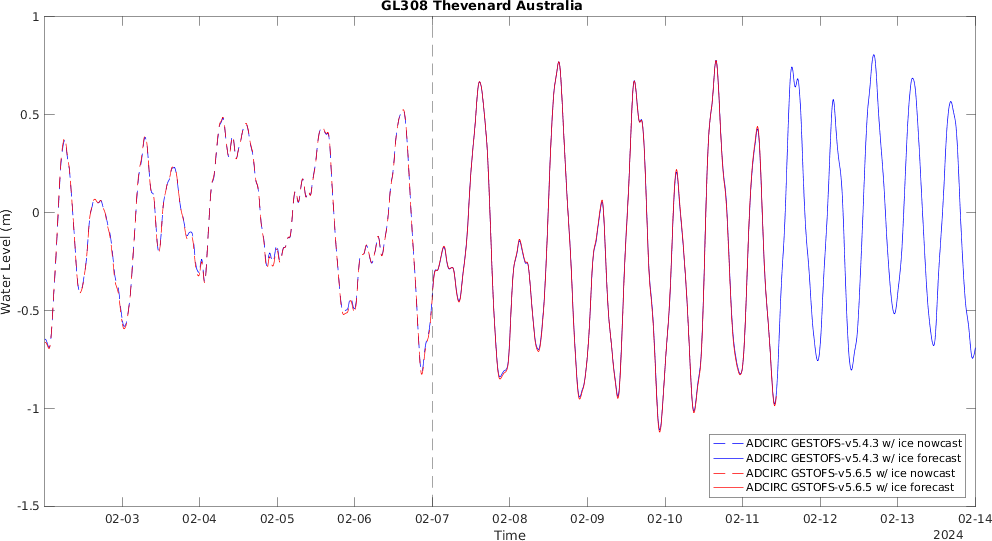 GL308 Thevenard Australia
1
0.5
0
-0.5
-1
-1.5
Water Level (m)
02-03 02-04 02-05 02-06 02-07 02-08 02-09 02-10 02-11 02-12 02-13 02-14
Time
2024
ADCIRC GESTOFS-v5.4.3 w/ ice nowcast
ADCIRC GESTOFS-v5.4.3 w/ ice forecast
ADCIRC GSTOFS-v5.6.5 w/ ice nowcast
ADCIRC GSTOFS-v5.6.5 w/ ice forecast